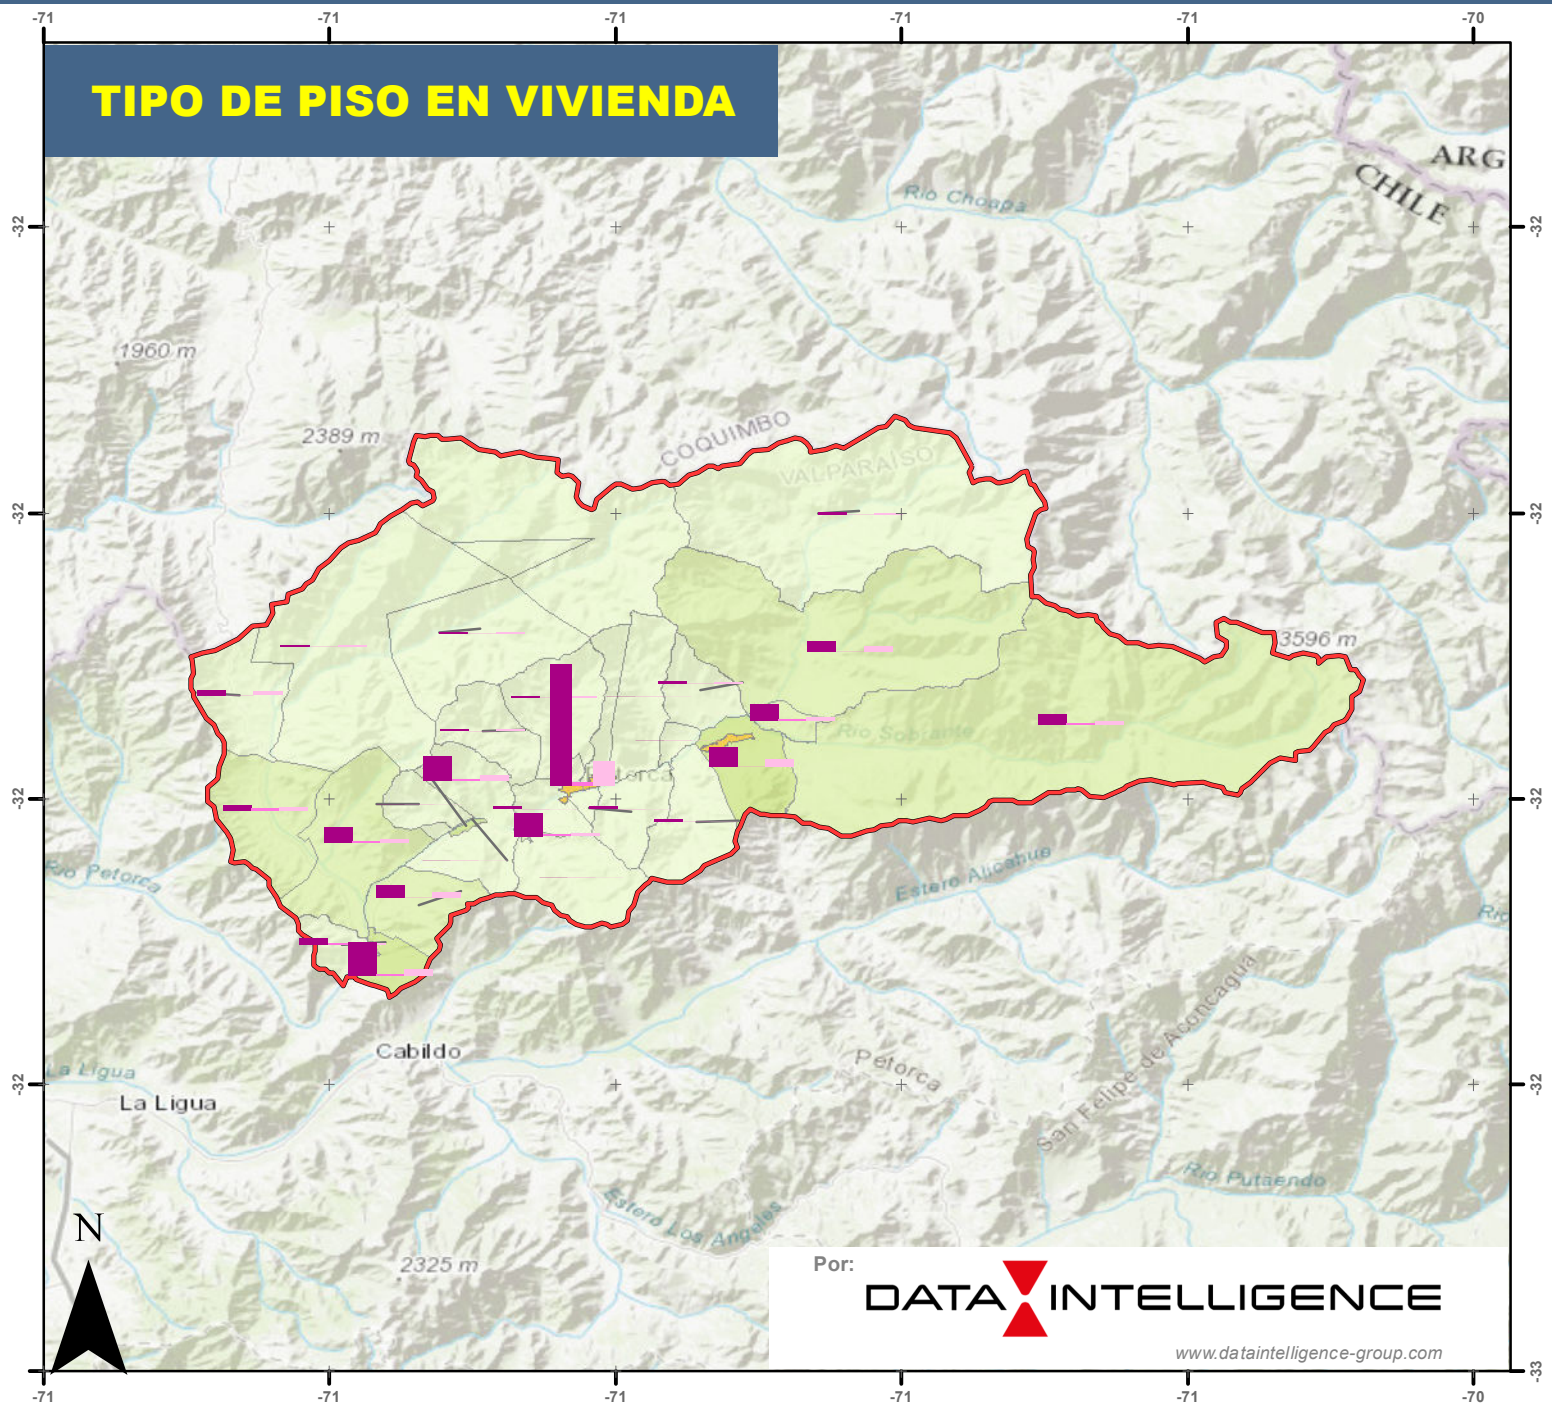 -71 -71 -71 -71 -71 -70
TIPO DE PISO EN VIVIENDA
ARG
CHILE
Rio Choapa
-32 -32
1960 m
2389 m
COQUIMBO
VALPARAISO
-32 -32
3596 m
Rio Sobrante
Petorca
-32 -32
Rio Petorca
Estero Alicahue
Rio
San Felipe de Aconcagua
Cabildo
Petorca
La Ligua
-32 -32
La Ligua
Rio Putaendo
Estero Los Angeles
N
2325 m
Por:
DATA INTELLIGENCE
www.dataintelligence-group.com
-33
-71 -71 -71 -71 -71 -70